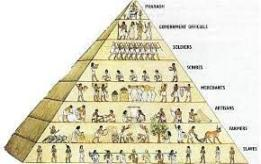 PHARAOH
GOVERNMENT OFFICIALS
SOLDIERS
SCRIBES
MERCHANTS
ARTISANS
FARMERS
SLAVES